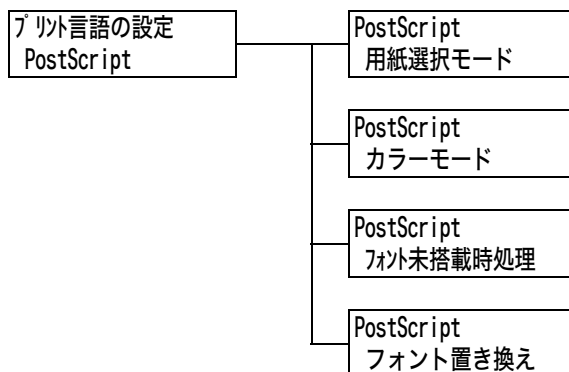 プリント言語の設定
PostScript
PostScript
用紙選択モード
PostScript
カラーモード
PostScript
フォント未搭載時処理
PostScript
フォント置き換え